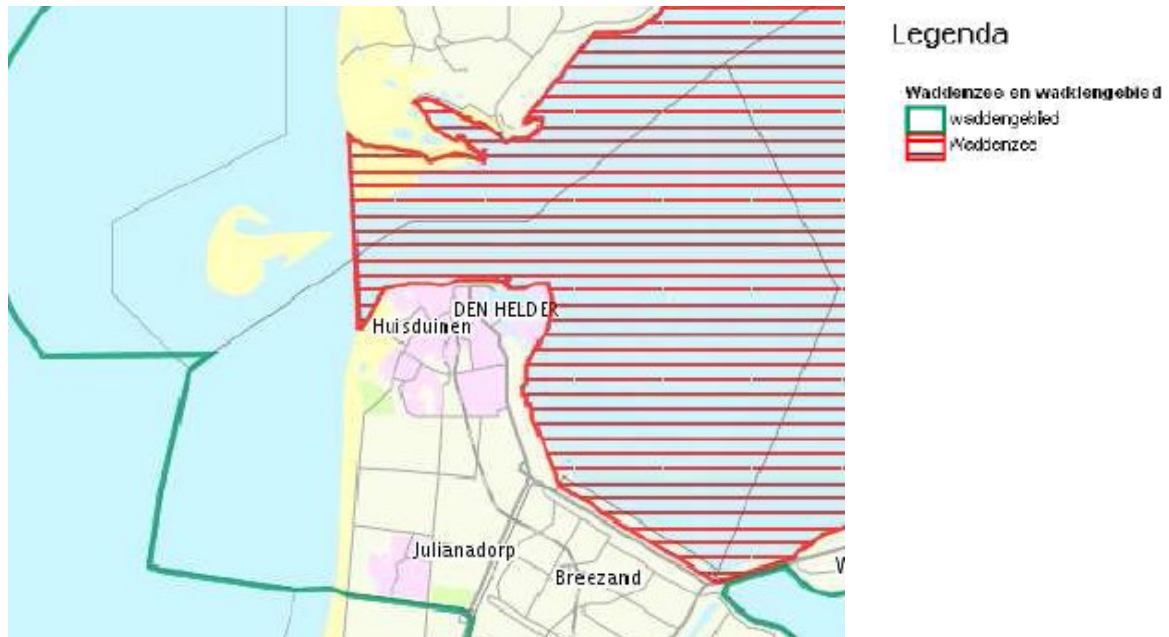 Legenda
Waddenzee en waddengebied
waddengebied
Waddenzee
DEN HELDER
Huisduinen
Julianadorp
Breezand
W